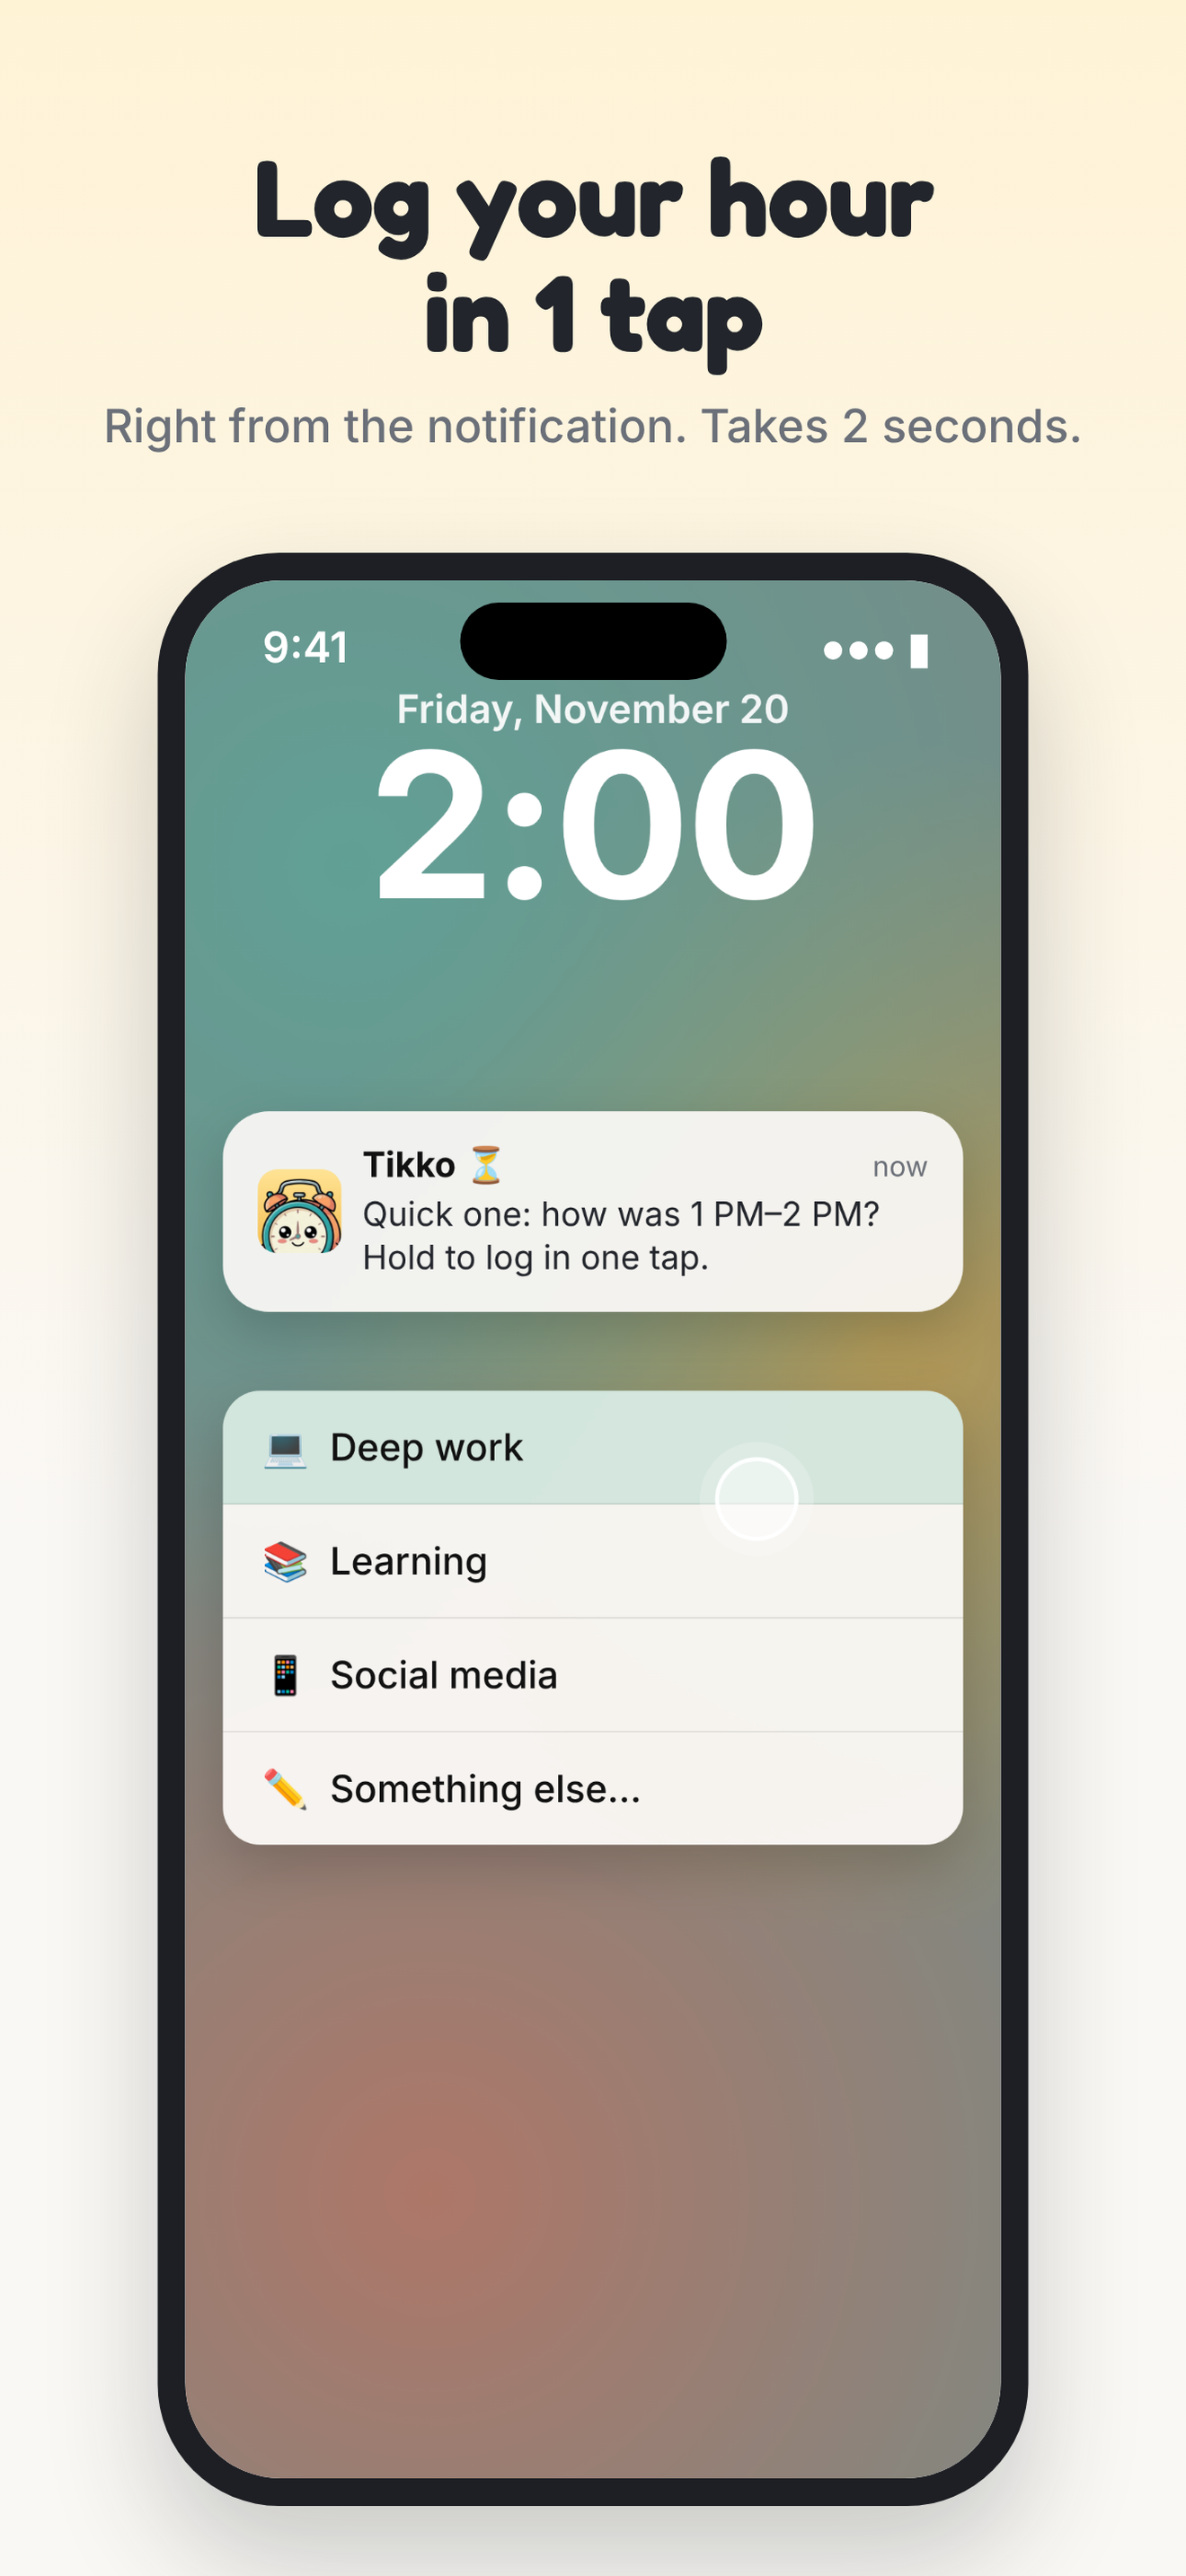 Log your hour
in 1 tap
Right from the notification. Takes 2 seconds.
9:41
Friday, November 20
2:00
Tikko ⏳
now
Quick one: how was 1 PM–2 PM?
Hold to log in one tap.
Deep work
Learning
Social media
Something else...